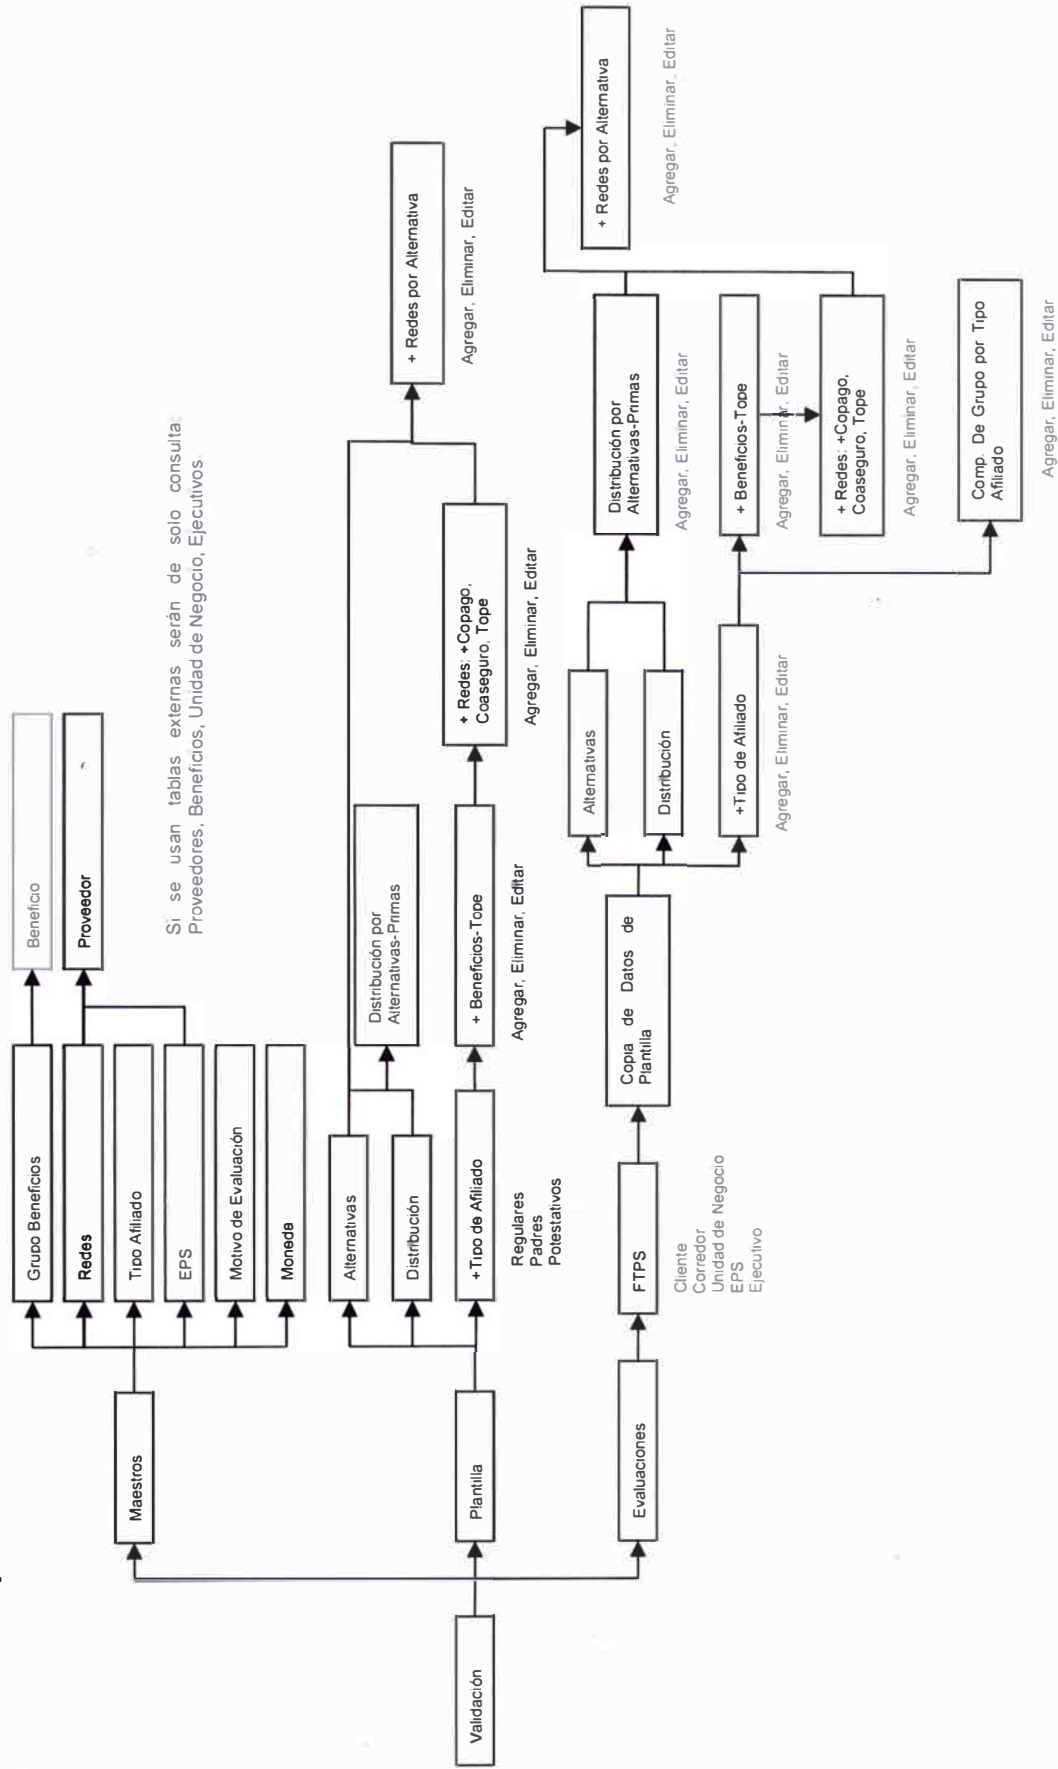 Validación
Maestros
Grupo Beneficios
Beneficio
Redes
Proveedor
Tipo Afiliado
EPS
Motivo de Evaluación
Moneda
Si se usan tablas externas serán de solo consulta:
Proveedores, Beneficios, Unidad de Negocio, Ejecutivos
Plantilla
Alternativas
Distribución
+Tipo de Afiliado
Regulares
Padres
Potestativos
Distribución por
Alternativas-Primas
+ Beneficios-Tope
Agregar, Eliminar, Editar
+ Redes: +Copago,
Coaseguro, Tope
Agregar, Eliminar, Editar
+ Redes por Alternativa
Agregar, Eliminar, Editar
Evaluaciones
FTPS
Cliente
Corredor
Unidad de Negocio
EPS
Ejecutivo
Copia de Datos de
Plantilla
Alternativas
Distribución
+Tipo de Afiliado
Agregar, Eliminar, Editar
Distribución por
Alternativas-Primas
Agregar, Eliminar, Editar
+ Beneficios-Tope
Agregar, Eliminar, Editar
+ Redes: +Copago,
Coaseguro, Tope
Agregar, Eliminar, Editar
Comp. De Grupo por Tipo
Afiliado
Agregar, Eliminar, Editar
+ Redes por Alternativa
Agregar, Eliminar, Editar